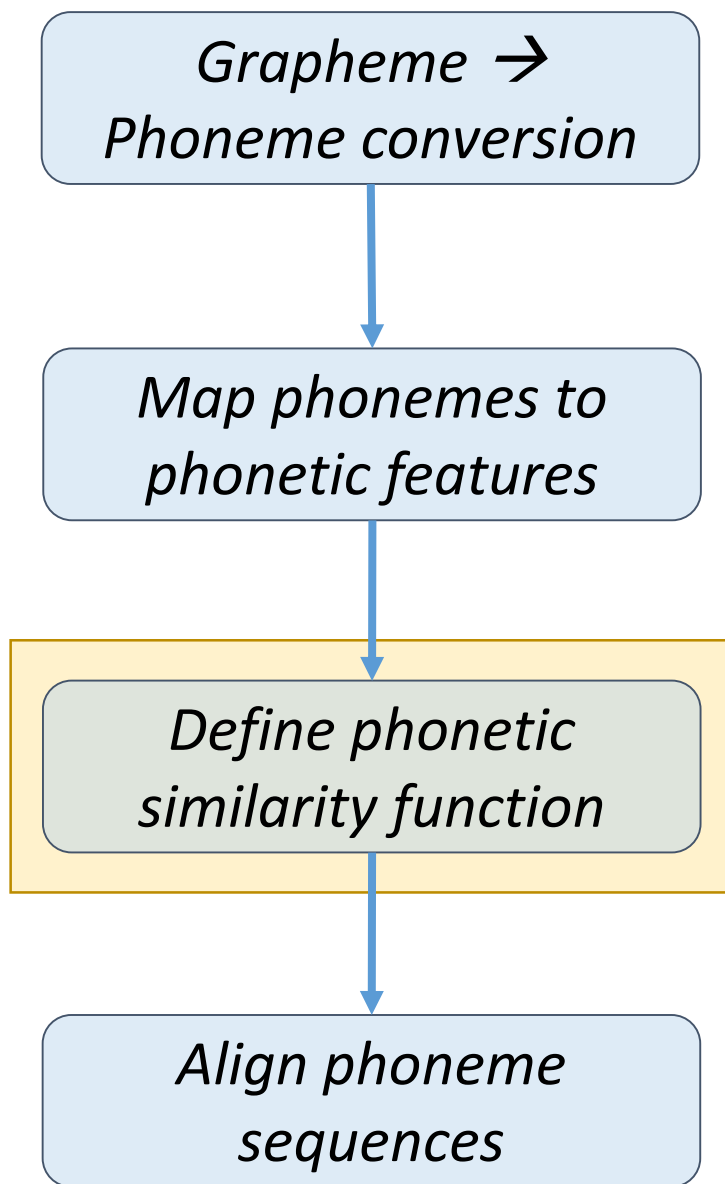 Grapheme →
Phoneme conversion
Map phonemes to
phonetic features
Define phonetic
similarity function
Align phoneme
sequences